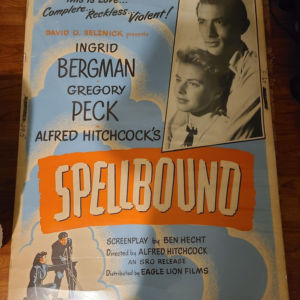 This is LOVE...
Complete...Reckless...Violent!
DAVID O. SELZNICK presents
INGRID
BERGMAN
GREGORY
PECK
ALFRED HITCHCOCK'S
SPELLBOUND
SCREENPLAY by BEN HECHT
Directed by ALFRED HITCHCOCK
AN SRO RELEASE
Distributed by EAGLE LION FILMS